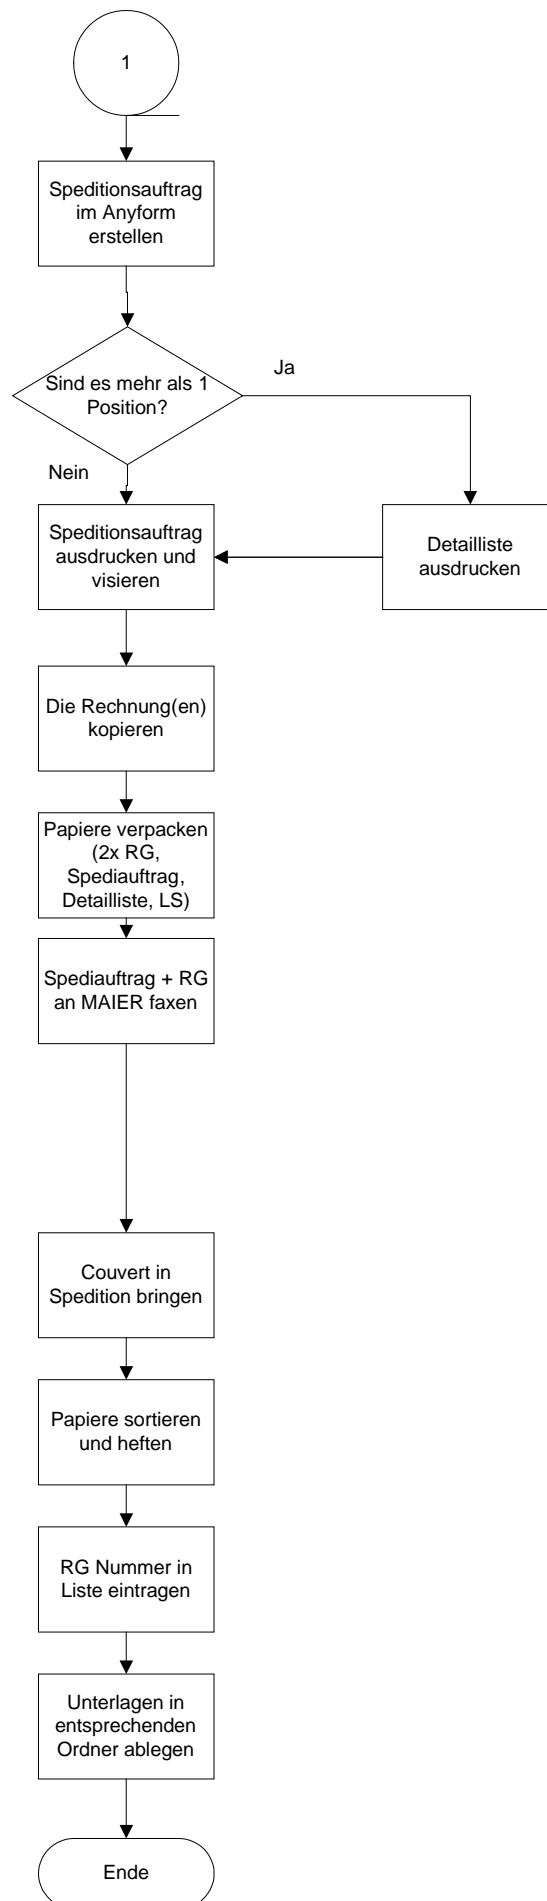 1
Speditionsauftrag
im Anyform
erstellen
Sind es mehr als 1
Position?
Ja
Nein
Speditionsauftrag
ausdrucken und
visieren
Detailliste
ausdrucken
Die Rechnung(en)
kopieren
Papiere verpacken
(2x RG,
Spediauftrag,
Detailliste, LS)
Spediauftrag + RG
an MAIER faxen
Couvert in
Spedition bringen
Papiere sortieren
und heften
RG Nummer in
Liste eintragen
Unterlagen in
entsprechenden
Ordner ablegen
Ende